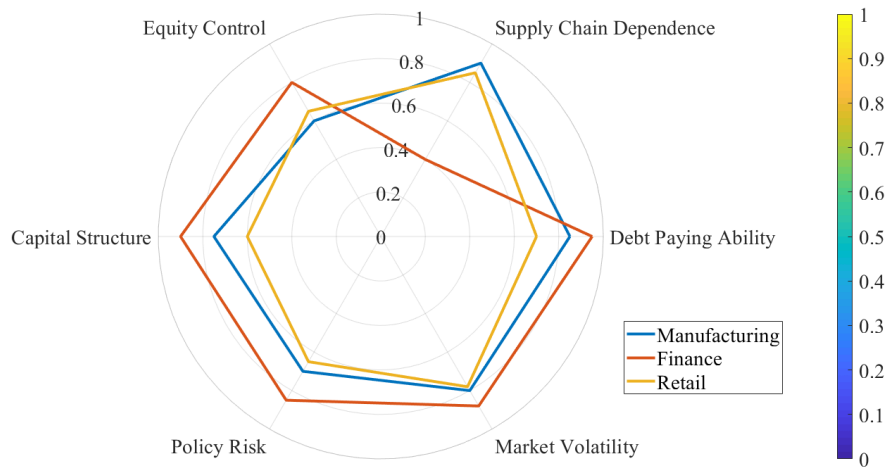 Equity Control
1
Supply Chain Dependence
0.8
0.6
0.4
0.2
Capital Structure
0
Debt Paying Ability
Manufacturing
Finance
Retail
Policy Risk
Market Volatility
1
0.9
0.8
0.7
0.6
0.5
0.4
0.3
0.2
0.1
0